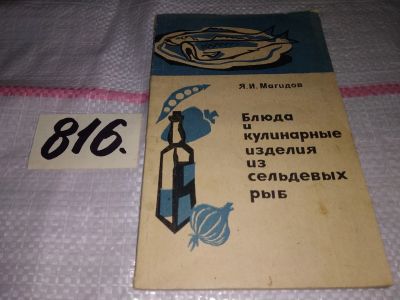 816.
Я.И. Магидов
Блюда
и
кулинарные
изделия
из
сельдевых
рыб